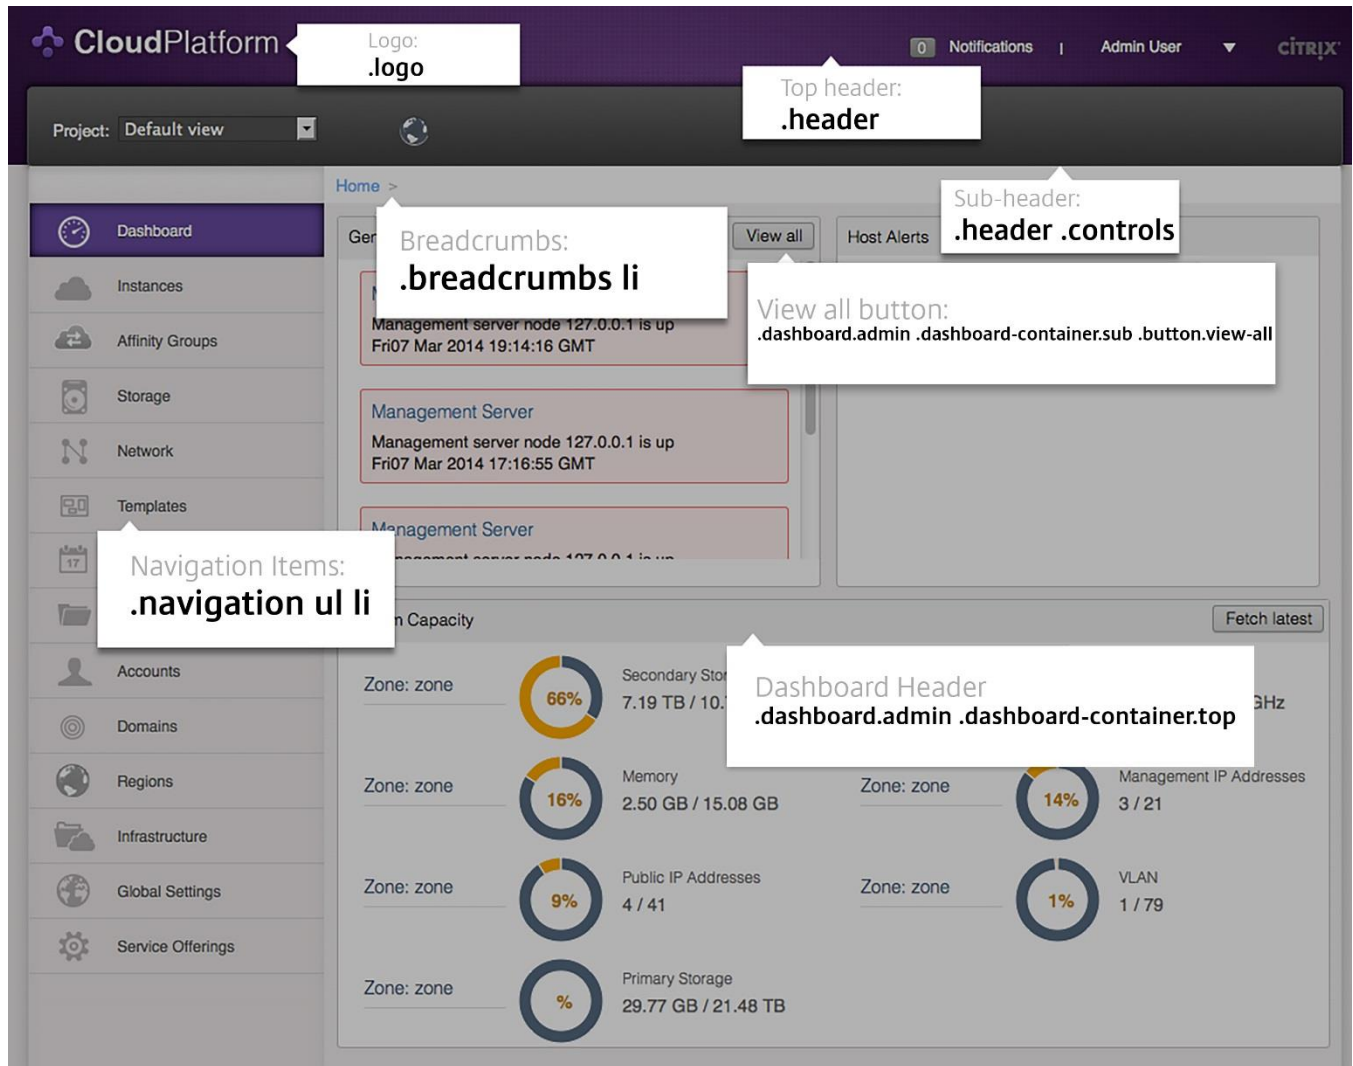 CloudPlatform
Logo:
.logo
0 Notifications | Admin User
CİTRIX
Top header:
.header
Project: Default view
Sub-header:
.header .controls
Home >
Breadcrumbs:
.breadcrumbs li
View all
Host Alerts
View all button:
.dashboard.admin .dashboard-container.sub .button.view-all
Dashboard
Instances
Affinity Groups
Storage
Network
Templates
17
Navigation Items:
.navigation ul li
Accounts
Domains
Regions
Infrastructure
Global Settings
Service Offerings
Management server node 127.0.0.1 is up
Fri07 Mar 2014 19:14:16 GMT
Management Server
Management server node 127.0.0.1 is up
Fri07 Mar 2014 17:16:55 GMT
Management Server
Capacity
Fetch latest
Dashboard Header
.dashboard.admin .dashboard-container.top
Zone: zone
66%
Secondary
7.19 TB /
GHz
Zone: zone
16%
Memory
2.50 GB / 15.08 GB
Zone: zone
14%
Management IP Addresses
3 / 21
Zone: zone
9%
Public IP Addresses
4 / 41
Zone: zone
1%
VLAN
1 / 79
Zone: zone
%
Primary Storage
29.77 GB / 21.48 TB